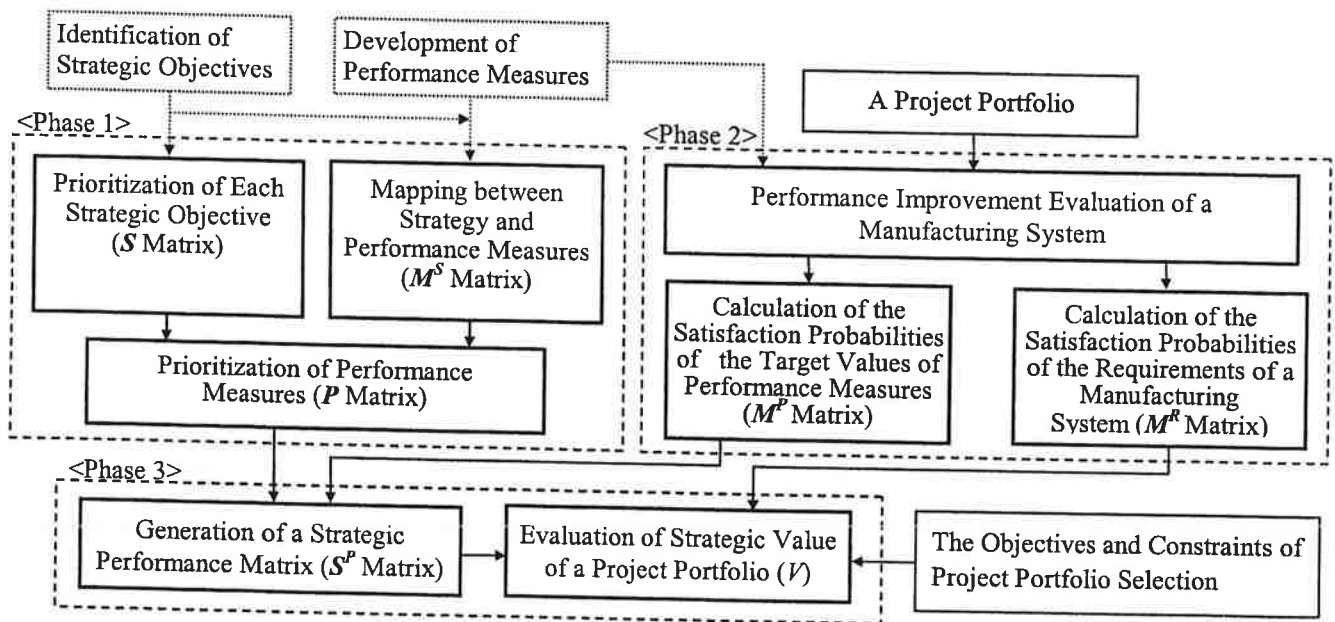 Identification of
Strategic Objectives
Development of
Performance Measures
A Project Portfolio
<Phase 1>
<Phase 2>
Prioritization of Each
Strategic Objective
(S Matrix)
Mapping between
Strategy and
Performance Measures
(M^S Matrix)
Performance Improvement Evaluation of a
Manufacturing System
Prioritization of Performance
Measures (P Matrix)
Calculation of the
Satisfaction Probabilities
of the Target Values of
Performance Measures
(M^P Matrix)
Calculation of the
Satisfaction Probabilities
of the Requirements of a
Manufacturing
System (M^R Matrix)
<Phase 3>
Generation of a Strategic
Performance Matrix (S^P Matrix)
Evaluation of Strategic Value
of a Project Portfolio (V)
The Objectives and Constraints of
Project Portfolio Selection